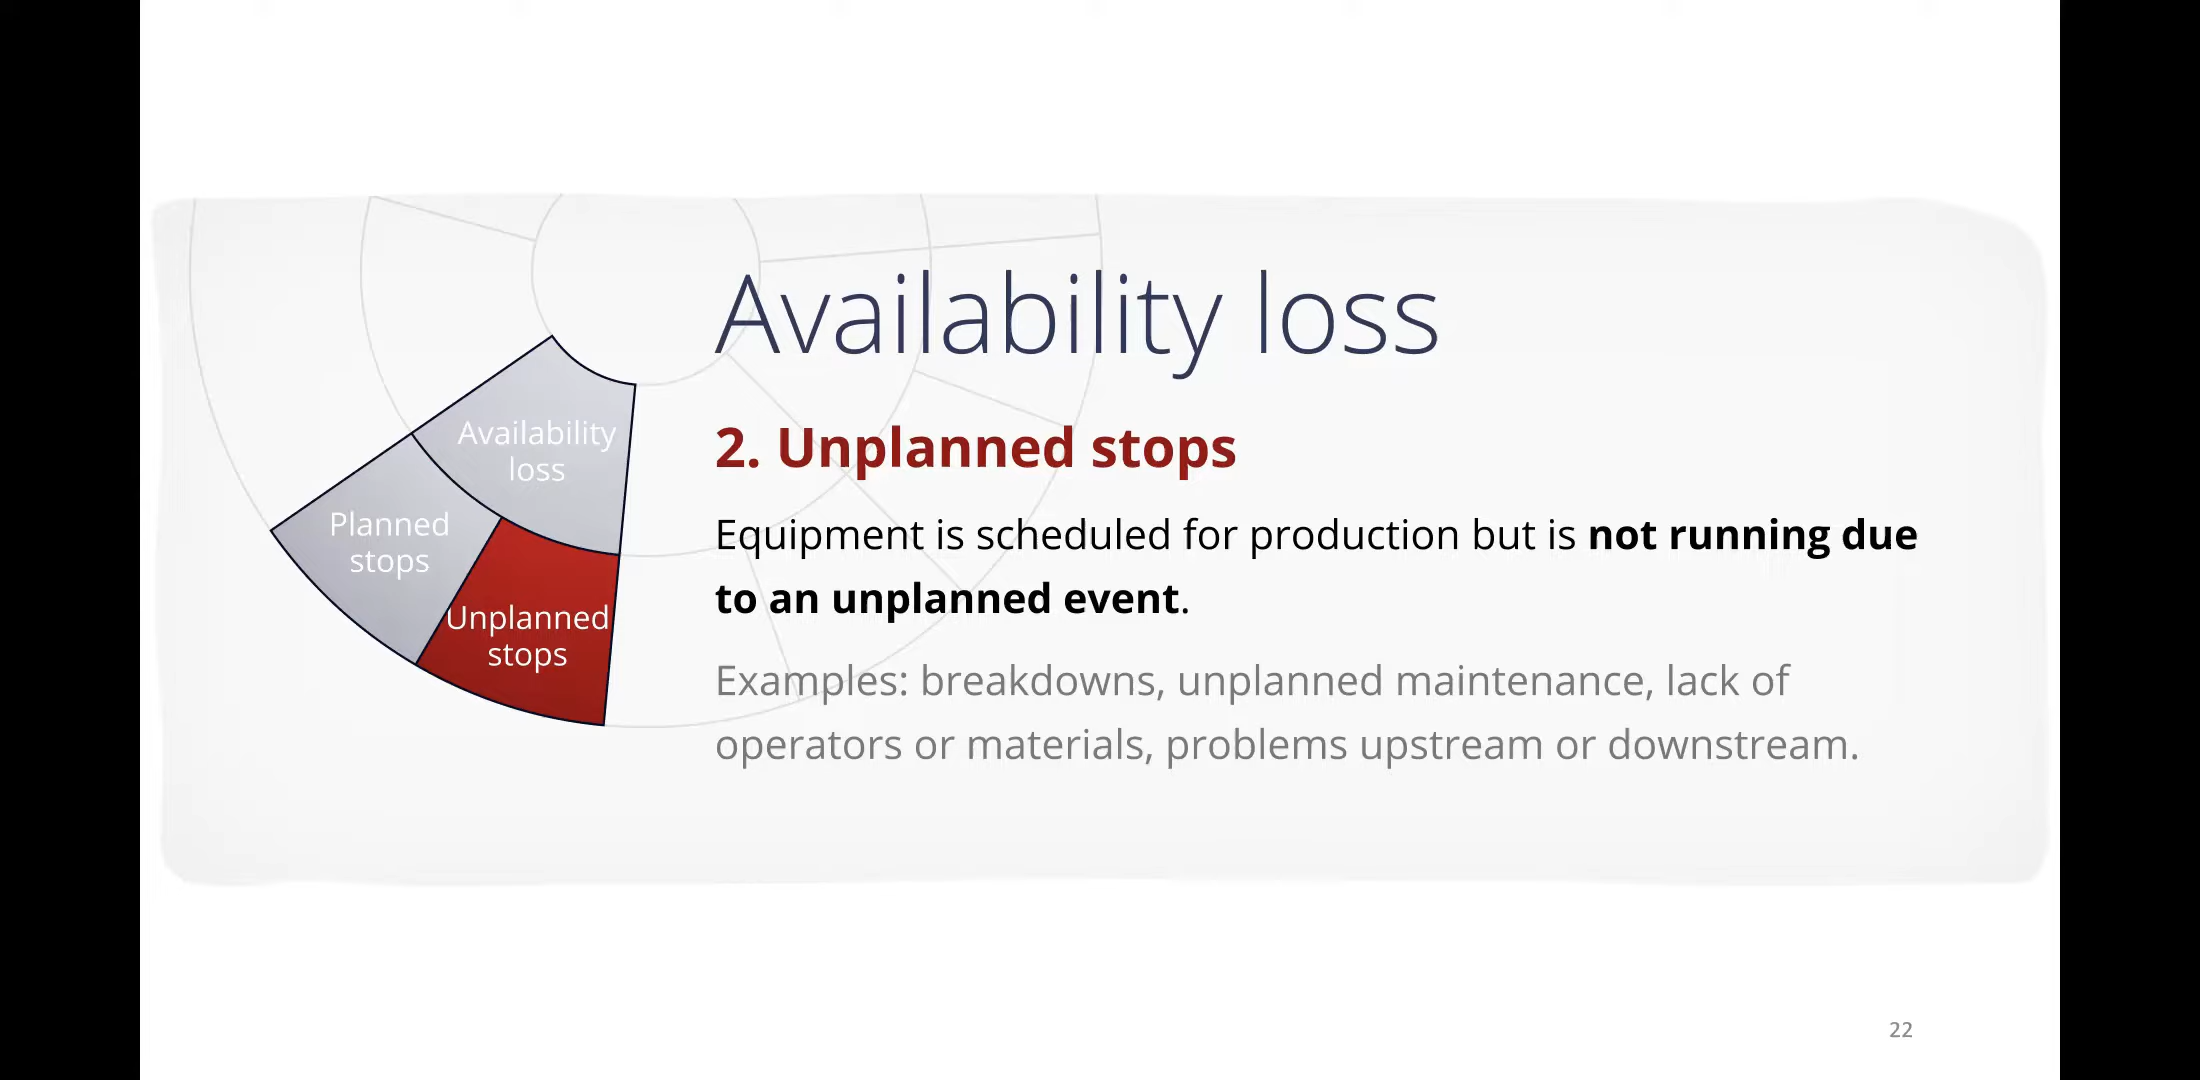 Availability loss
Availability
loss
Planned
stops
Unplanned
stops
2. Unplanned stops
Equipment is scheduled for production but is not running due
to an unplanned event.
Examples: breakdowns, unplanned maintenance, lack of
operators or materials, problems upstream or downstream.
22